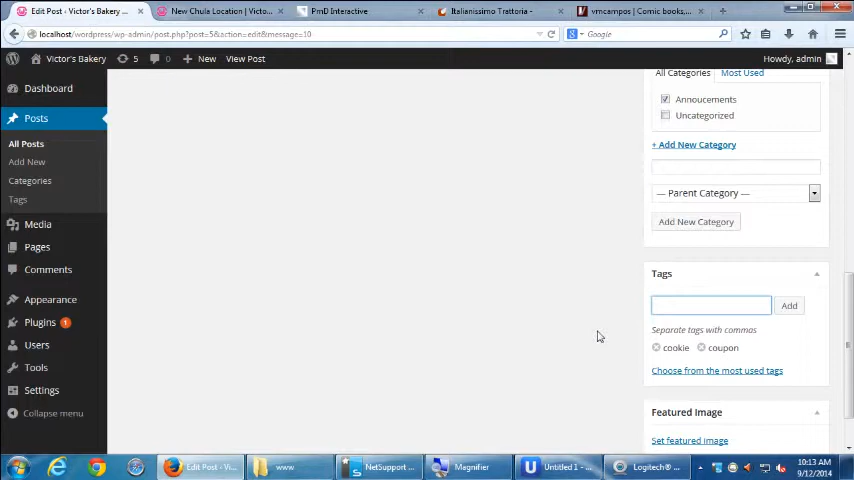 Edit Post ‹ Victor's Bakery ...
New Chula Location | Victo...
PmD Interactive
Italianissimo Trattoria -
vmcampos | Comic books,...
localhost/wordpress/wp-admin/post.php?post=5&action=edit&message=10
Google
Victor's Bakery
5
0
New
View Post
Howdy, admin
Dashboard
Posts
All Posts
Add New
Categories
Tags
Media
Pages
Comments
Appearance
Plugins 1
Users
Tools
Settings
Collapse menu
All Categories
Most Used
Annoucements
Uncategorized
+ Add New Category
— Parent Category —
Add New Category
Tags
Add
Separate tags with commas
cookie
coupon
Choose from the most used tags
Featured Image
Set featured image
Edit Post - Vi...
www
NetSupport ...
Magnifier
Untitled 1 - ...
Logitech® ...
10:13 AM
9/12/2014